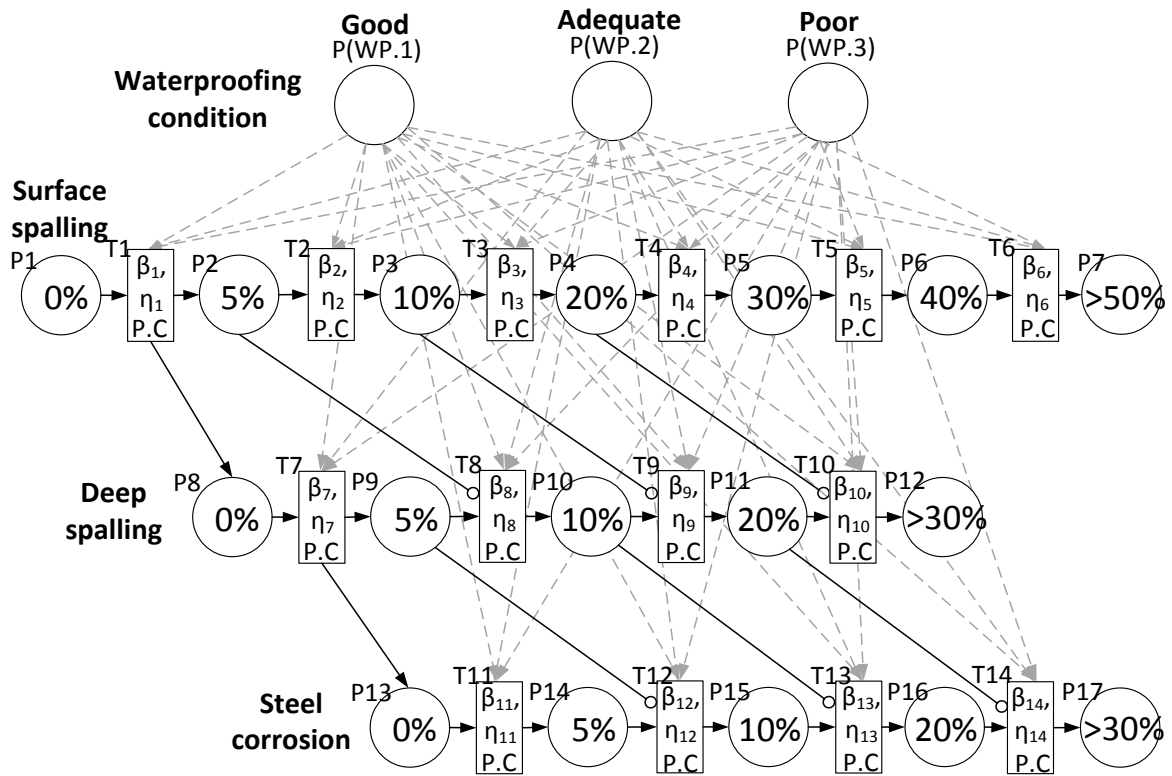 Good
P(WP.1)
Adequate
P(WP.2)
Poor
P(WP.3)
Waterproofing
condition
Surface
spalling
P1
0%
T1
β1,
η1
P.C
P2
5%
T2
β2,
η2
P.C
P3
10%
T3
β3,
η3
P.C
P4
20%
T4
β4,
η4
P.C
P5
30%
T5
β5,
η5
P.C
P6
40%
T6
β6,
η6
P.C
P7
>50%
Deep
spalling
P8
0%
T7
β7,
η7
P.C
P9
5%
T8
β8,
η8
P.C
P10
10%
T9
β9,
η9
P.C
P11
20%
T10
β10,
η10
P.C
P12
>30%
Steel
corrosion
P13
0%
T11
β11,
η11
P.C
P14
5%
T12
β12,
η12
P.C
P15
10%
T13
β13,
η13
P.C
P16
20%
T14
β14,
η14
P.C
P17
>30%